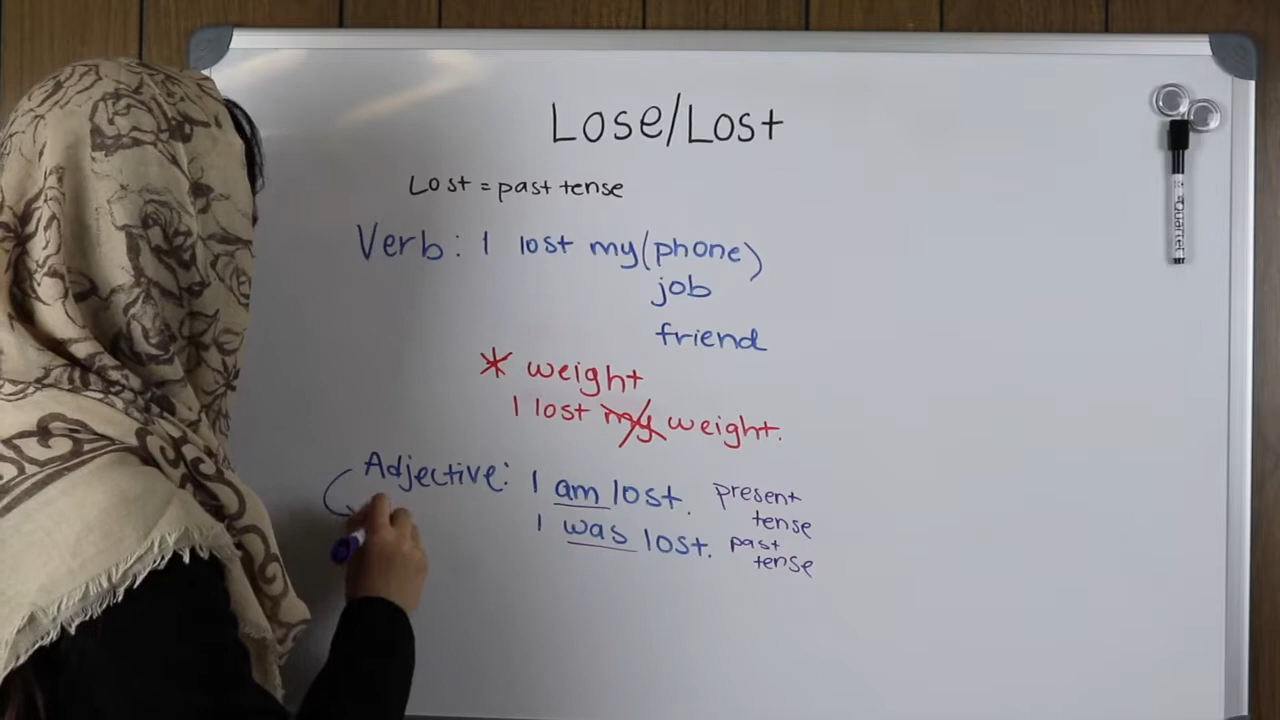 Lose/Lost
Lost = past tense
Verb: I lost my (phone)
job
friend
* weight
I lost my weight.
Adjective: I am lost. present tense
I was lost. past tense
Quartet